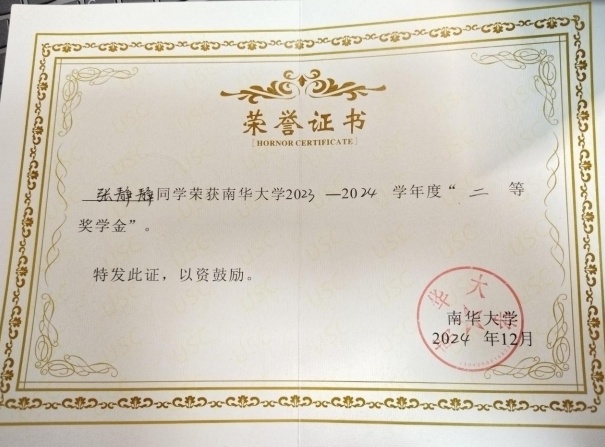 荣誉证书
[ HORNOR CERTIFICATE ]
张静静同学荣获南华大学2023—2024 学年度“ 二 等
奖学金”。
特发此证，以资鼓励。
南华大学
2024 年12月